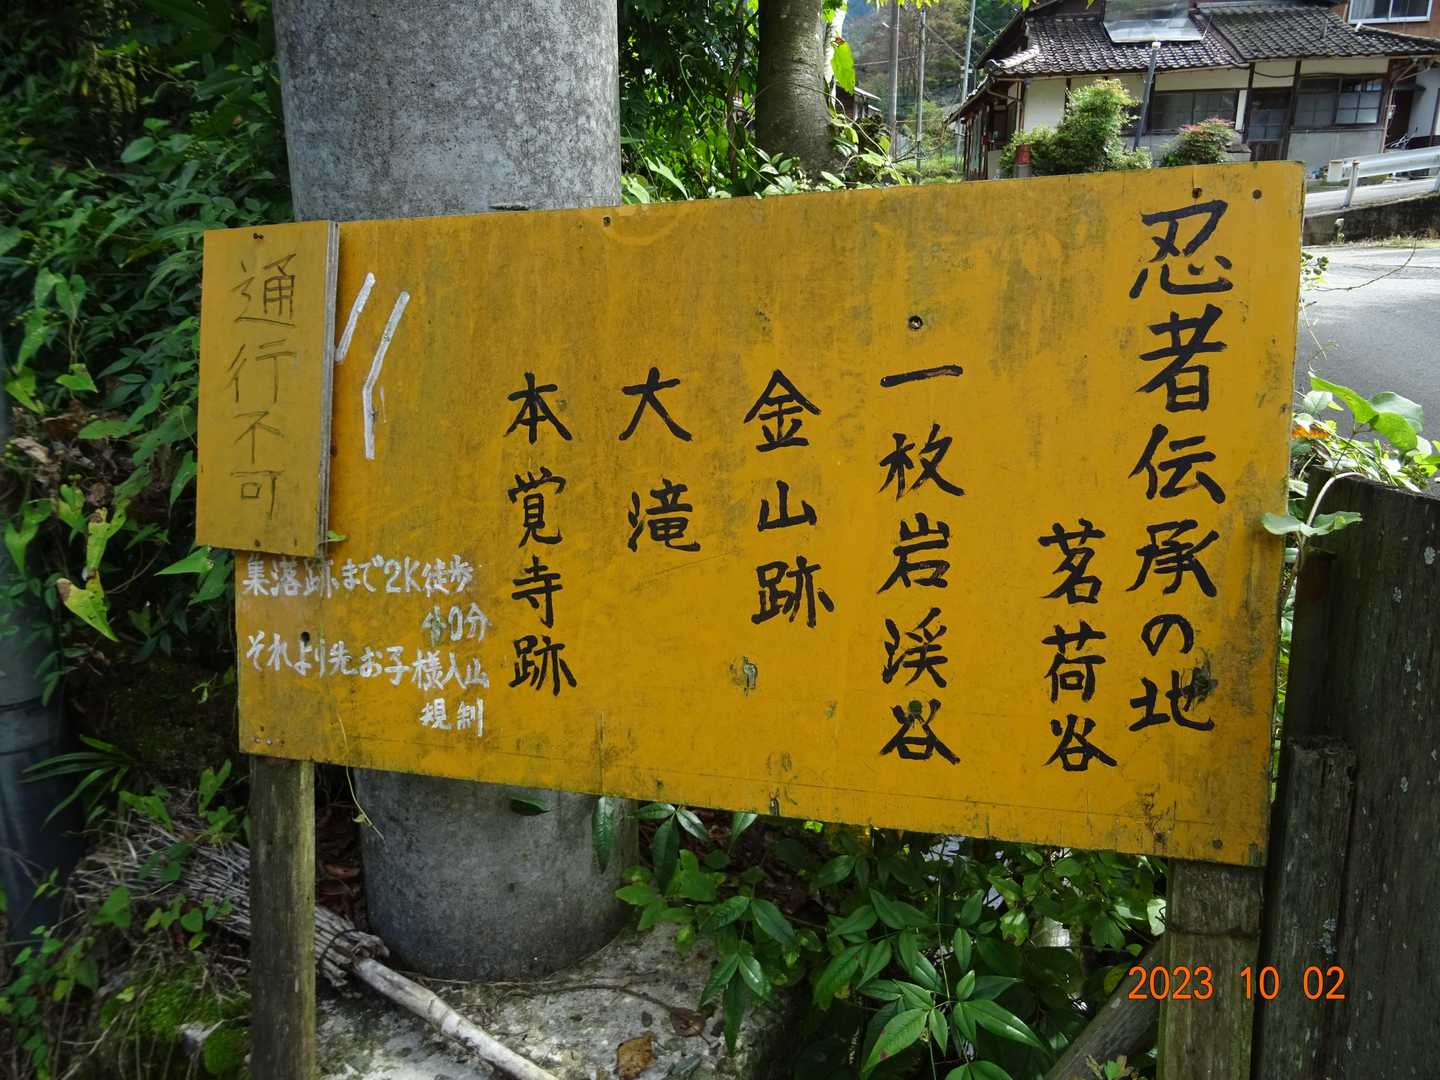 忍者伝承の地
茗荷谷
一枚岩渓谷
金山跡
大滝
本覚寺跡
通行不可
集落跡まで2K徒歩
40分
それより先お子様入山
規制
2023 10 02